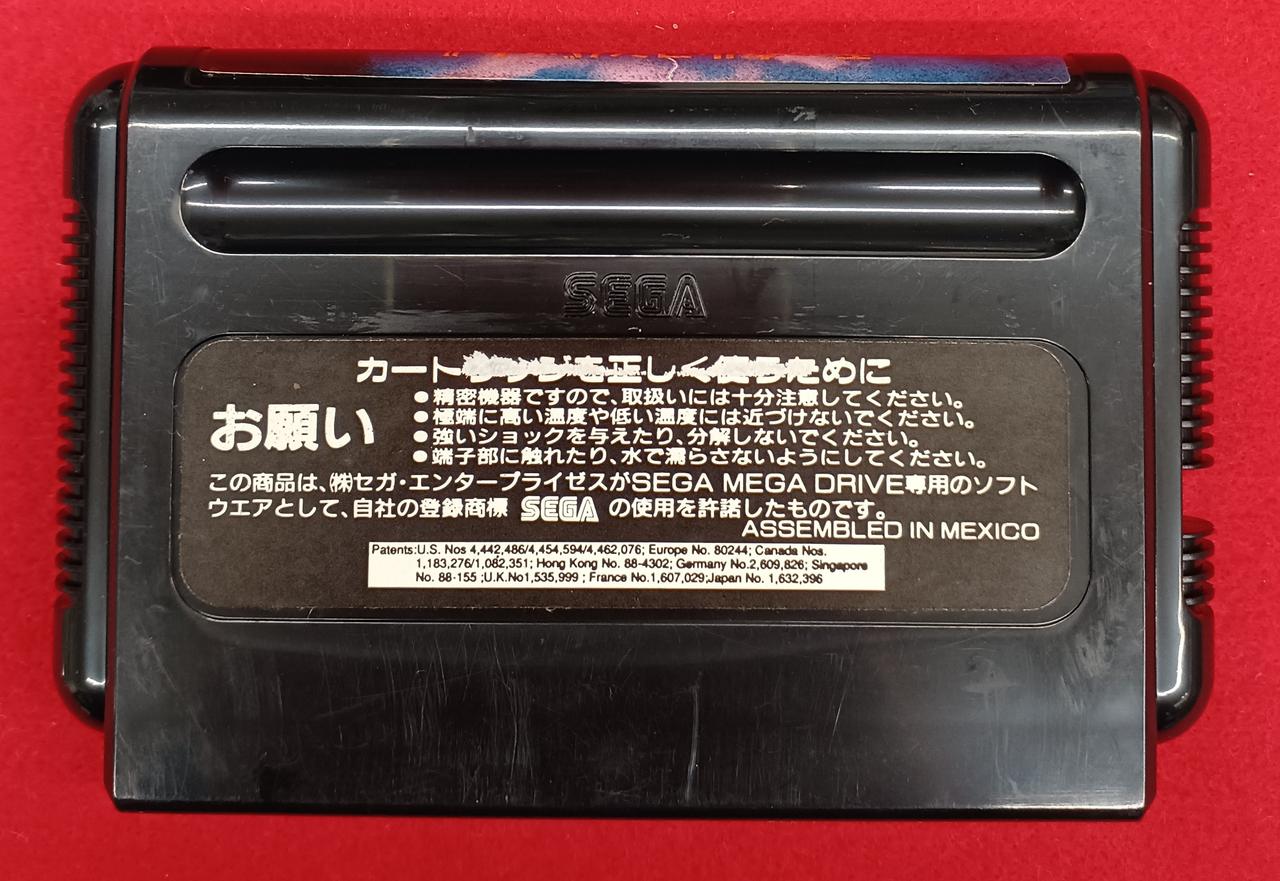 SEGA
カートリッジを正しく使うために
お願い
●精密機器ですので、取扱いには十分注意してください。
●極端に高い温度や低い温度には近づけないでください。
●強いショックを与えたり、分解しないでください。
●端子部に触れたり、水で濡らさないようにしてください。
この商品は、㈱セガ・エンタープライゼスがSEGA MEGA DRIVE専用のソフト
ウエアとして、自社の登録商標 SEGA の使用を許諾したものです。
ASSEMBLED IN MEXICO
Patents:U.S. Nos 4,442,486/4,454,594/4,462,076; Europe No. 80244; Canada Nos.
1,183,276/1,082,351; Hong Kong No. 88-4302; Germany No.2,609,826; Singapore
No. 88-155 ;U.K.No1,535,999 ; France No.1,607,029;Japan No. 1,632,396